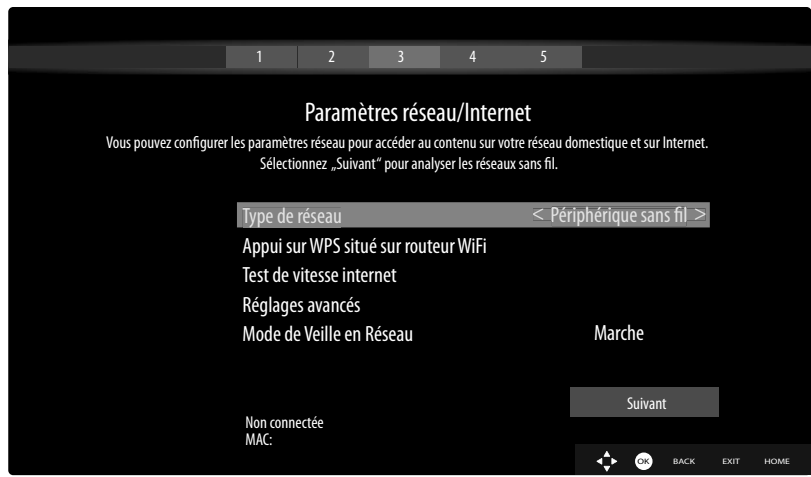 1 2 3 4 5
Paramètres réseau/Internet
Vous pouvez configurer les paramètres réseau pour accéder au contenu sur votre réseau domestique et sur Internet.
Sélectionnez „Suivant“ pour analyser les réseaux sans fil.
Type de réseau < Périphérique sans fil >
Appui sur WPS situé sur routeur WiFi
Test de vitesse internet
Réglages avancés
Mode de Veille en Réseau Marche
Suivant
Non connectée
MAC:
OK BACK EXIT HOME